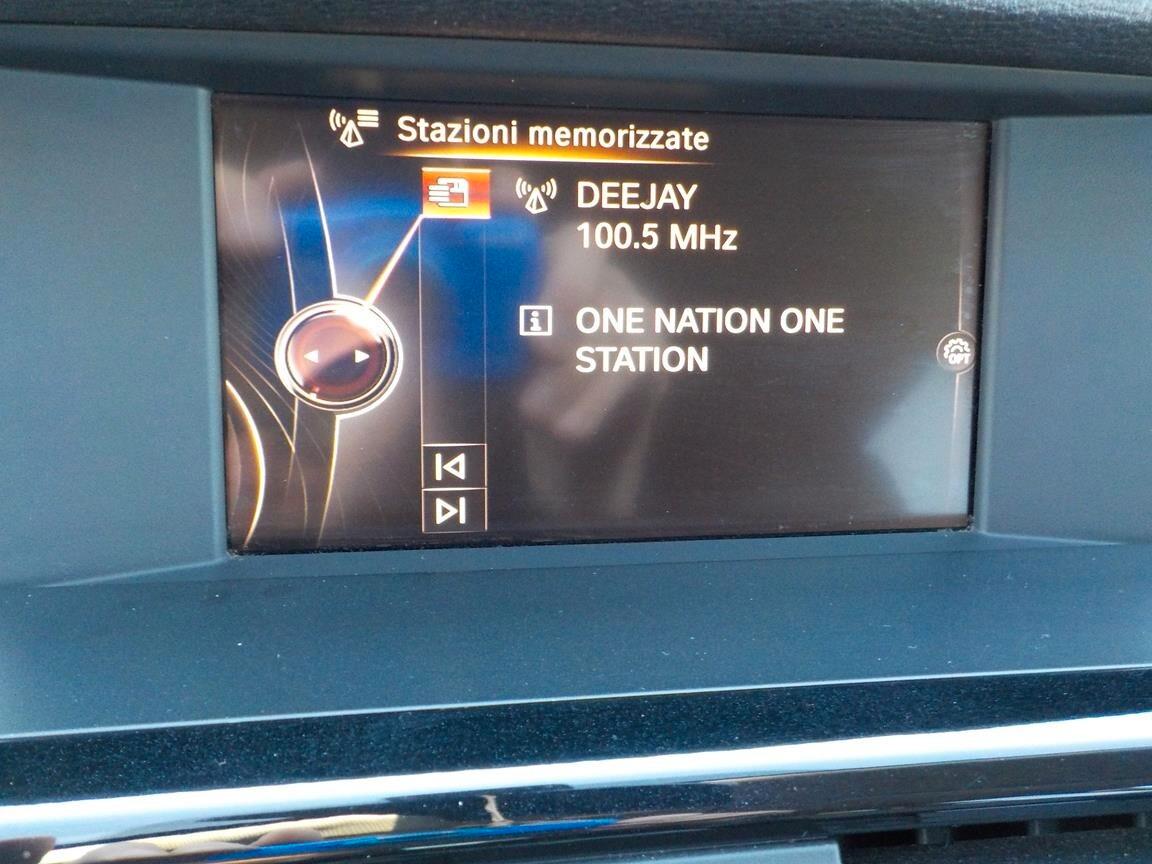 Stazioni memorizzate
DEEJAY
100.5 MHz
ONE NATION ONE
STATION
OPT